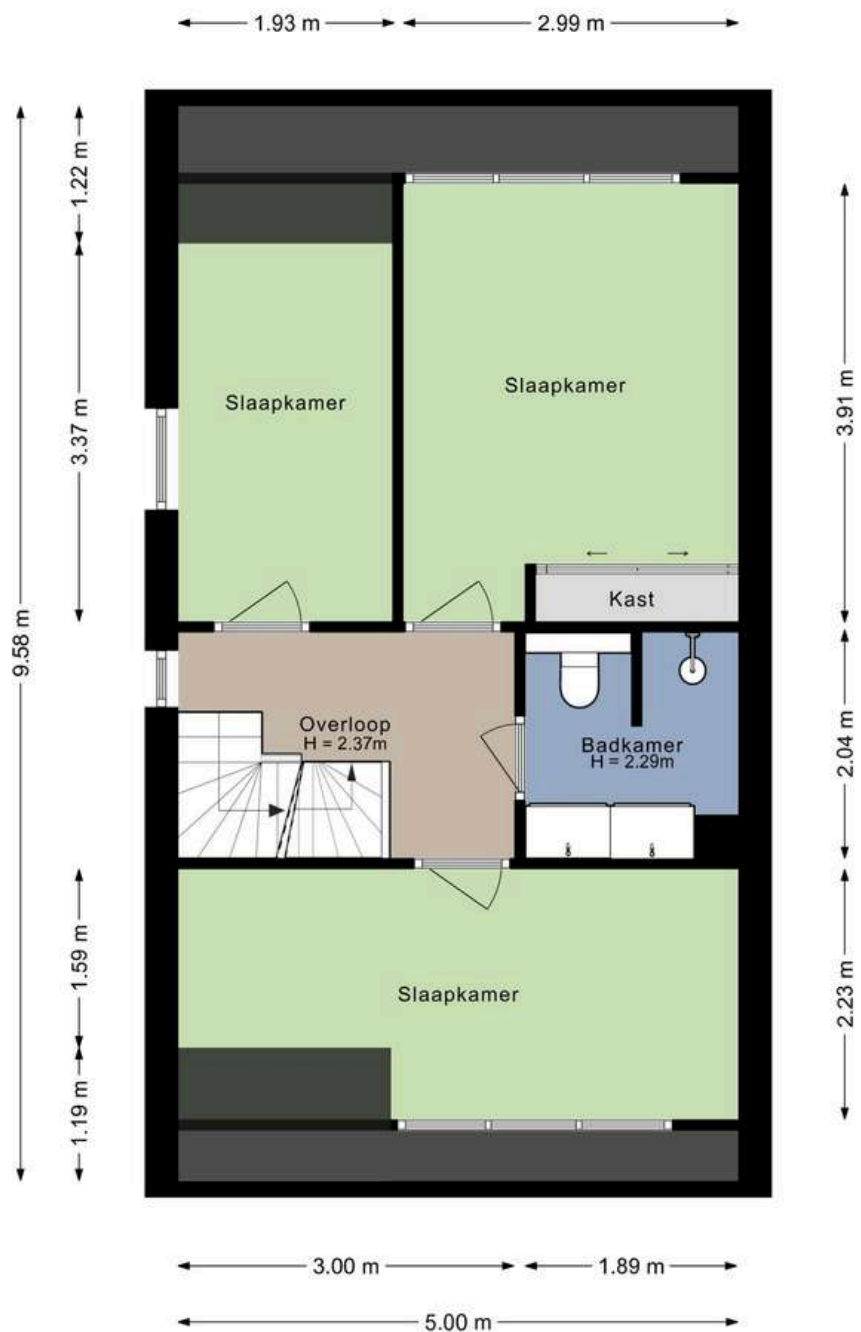 1.93 m
2.99 m
1.22 m
3.37 m
9.58 m
1.59 m
1.19 m
Slaapkamer
Slaapkamer
3.91 m
Kast
Overloop
H = 2.37m
Badkamer
H = 2.29m
2.04 m
Slaapkamer
2.23 m
3.00 m
1.89 m
5.00 m